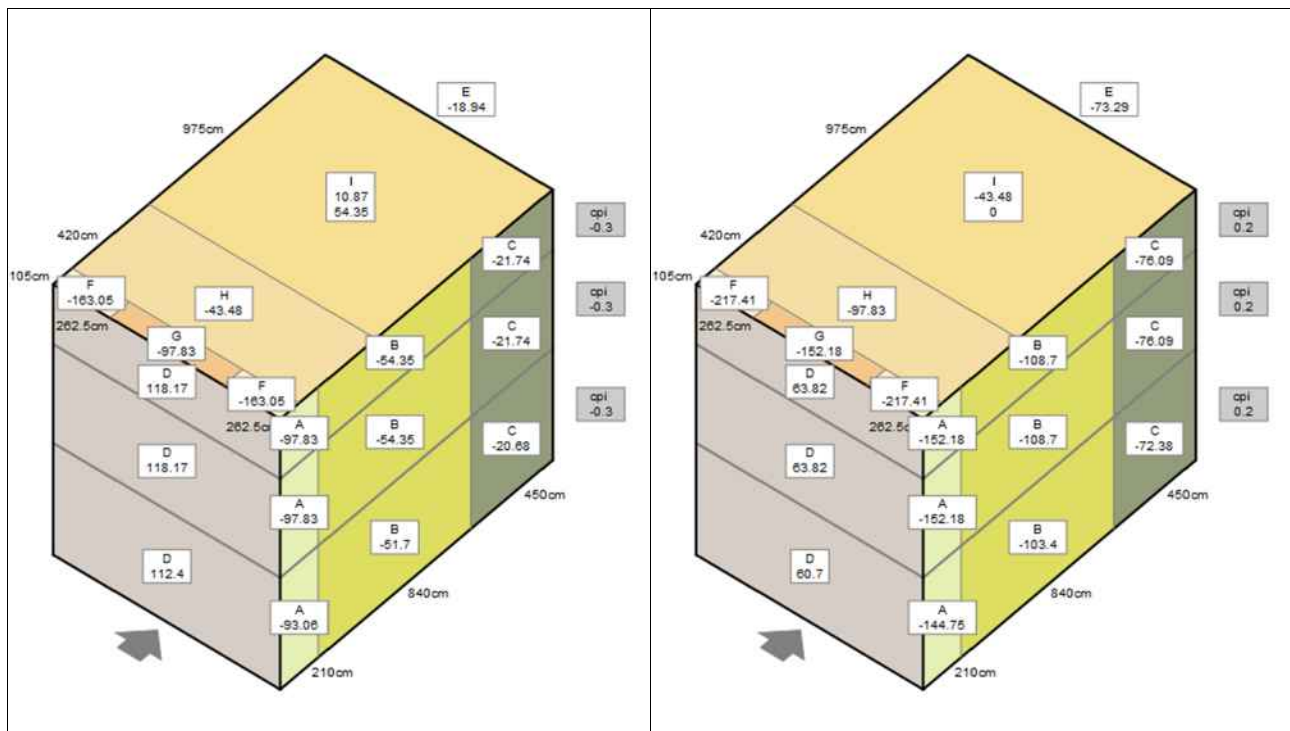 E
-18.94
975cm
I
10.87
54.35
cpi
-0.3
420cm
C
-21.74
105cm
F
-163.05
H
-43.48
cpi
-0.3
262.5cm
G
-97.83
B
-54.35
C
-21.74
D
118.17
F
-163.05
cpi
-0.3
262.5cm
A
-97.83
B
-54.35
C
-20.68
D
118.17
450cm
A
-97.83
B
-51.7
D
112.4
840cm
A
-93.06
210cm
E
-73.29
975cm
I
-43.48
0
cpi
0.2
420cm
C
-76.09
105cm
F
-217.41
H
-97.83
cpi
0.2
262.5cm
G
-152.18
B
-108.7
C
-76.09
D
63.82
F
-217.41
cpi
0.2
262.5cm
A
-152.18
B
-108.7
C
-72.38
D
63.82
450cm
A
-152.18
B
-103.4
D
60.7
840cm
A
-144.75
210cm